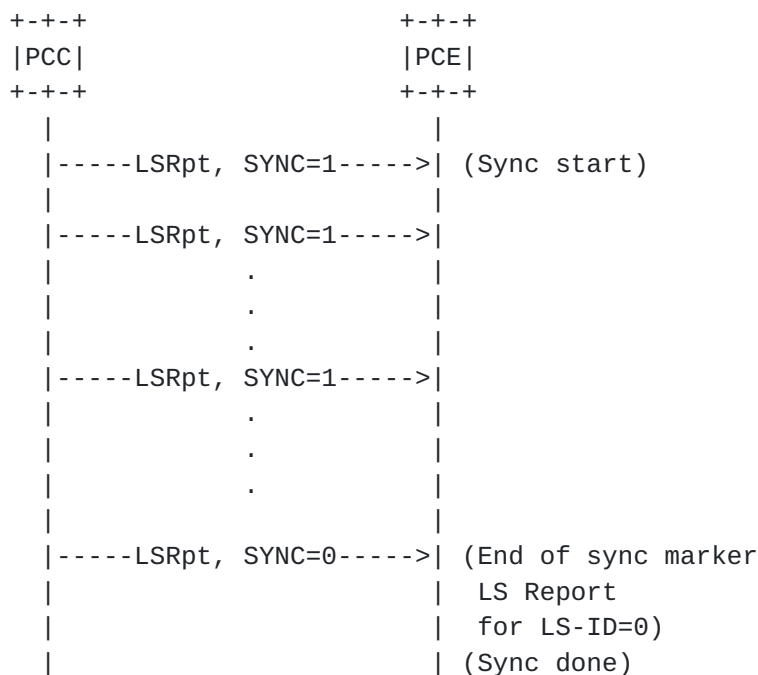 +-+-+                    +-+-+
|PCC|                    |PCE|
+-+-+                    +-+-+
  |                        |
  |-----LSRpt, SYNC=1----->| (Sync start)
  |                        |
  |-----LSRpt, SYNC=1----->|
  |            .           |
  |            .           |
  |            .           |
  |-----LSRpt, SYNC=1----->|
  |            .           |
  |            .           |
  |            .           |
  |                        |
  |-----LSRpt, SYNC=0----->| (End of sync marker
  |                        |  LS Report
  |                        |  for LS-ID=0)
  |                        | (Sync done)